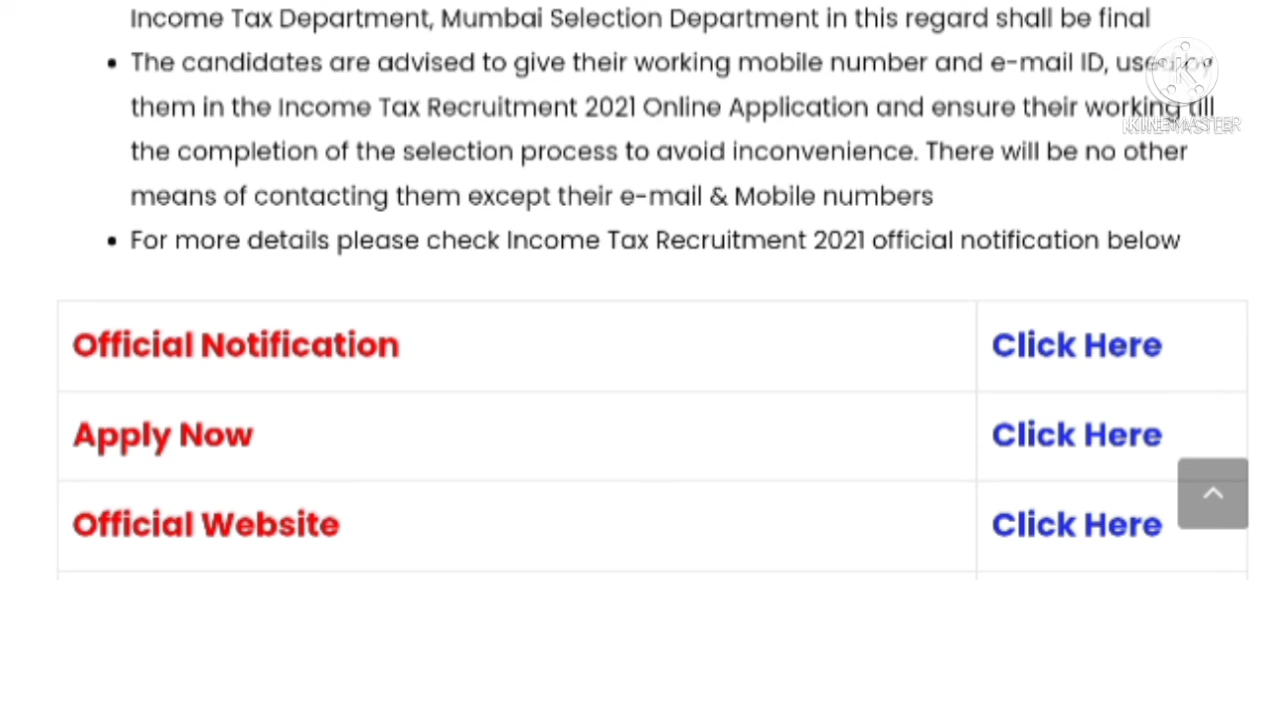 Income Tax Department, Mumbai Selection Department in this regard shall be final
• The candidates are advised to give their working mobile number and e-mail ID, used by
them in the Income Tax Recruitment 2021 Online Application and ensure their working till
the completion of the selection process to avoid inconvenience. There will be no other
means of contacting them except their e-mail & Mobile numbers
• For more details please check Income Tax Recruitment 2021 official notification below
KINEMASTER
Official Notification Click Here
Apply Now Click Here
Official Website Click Here